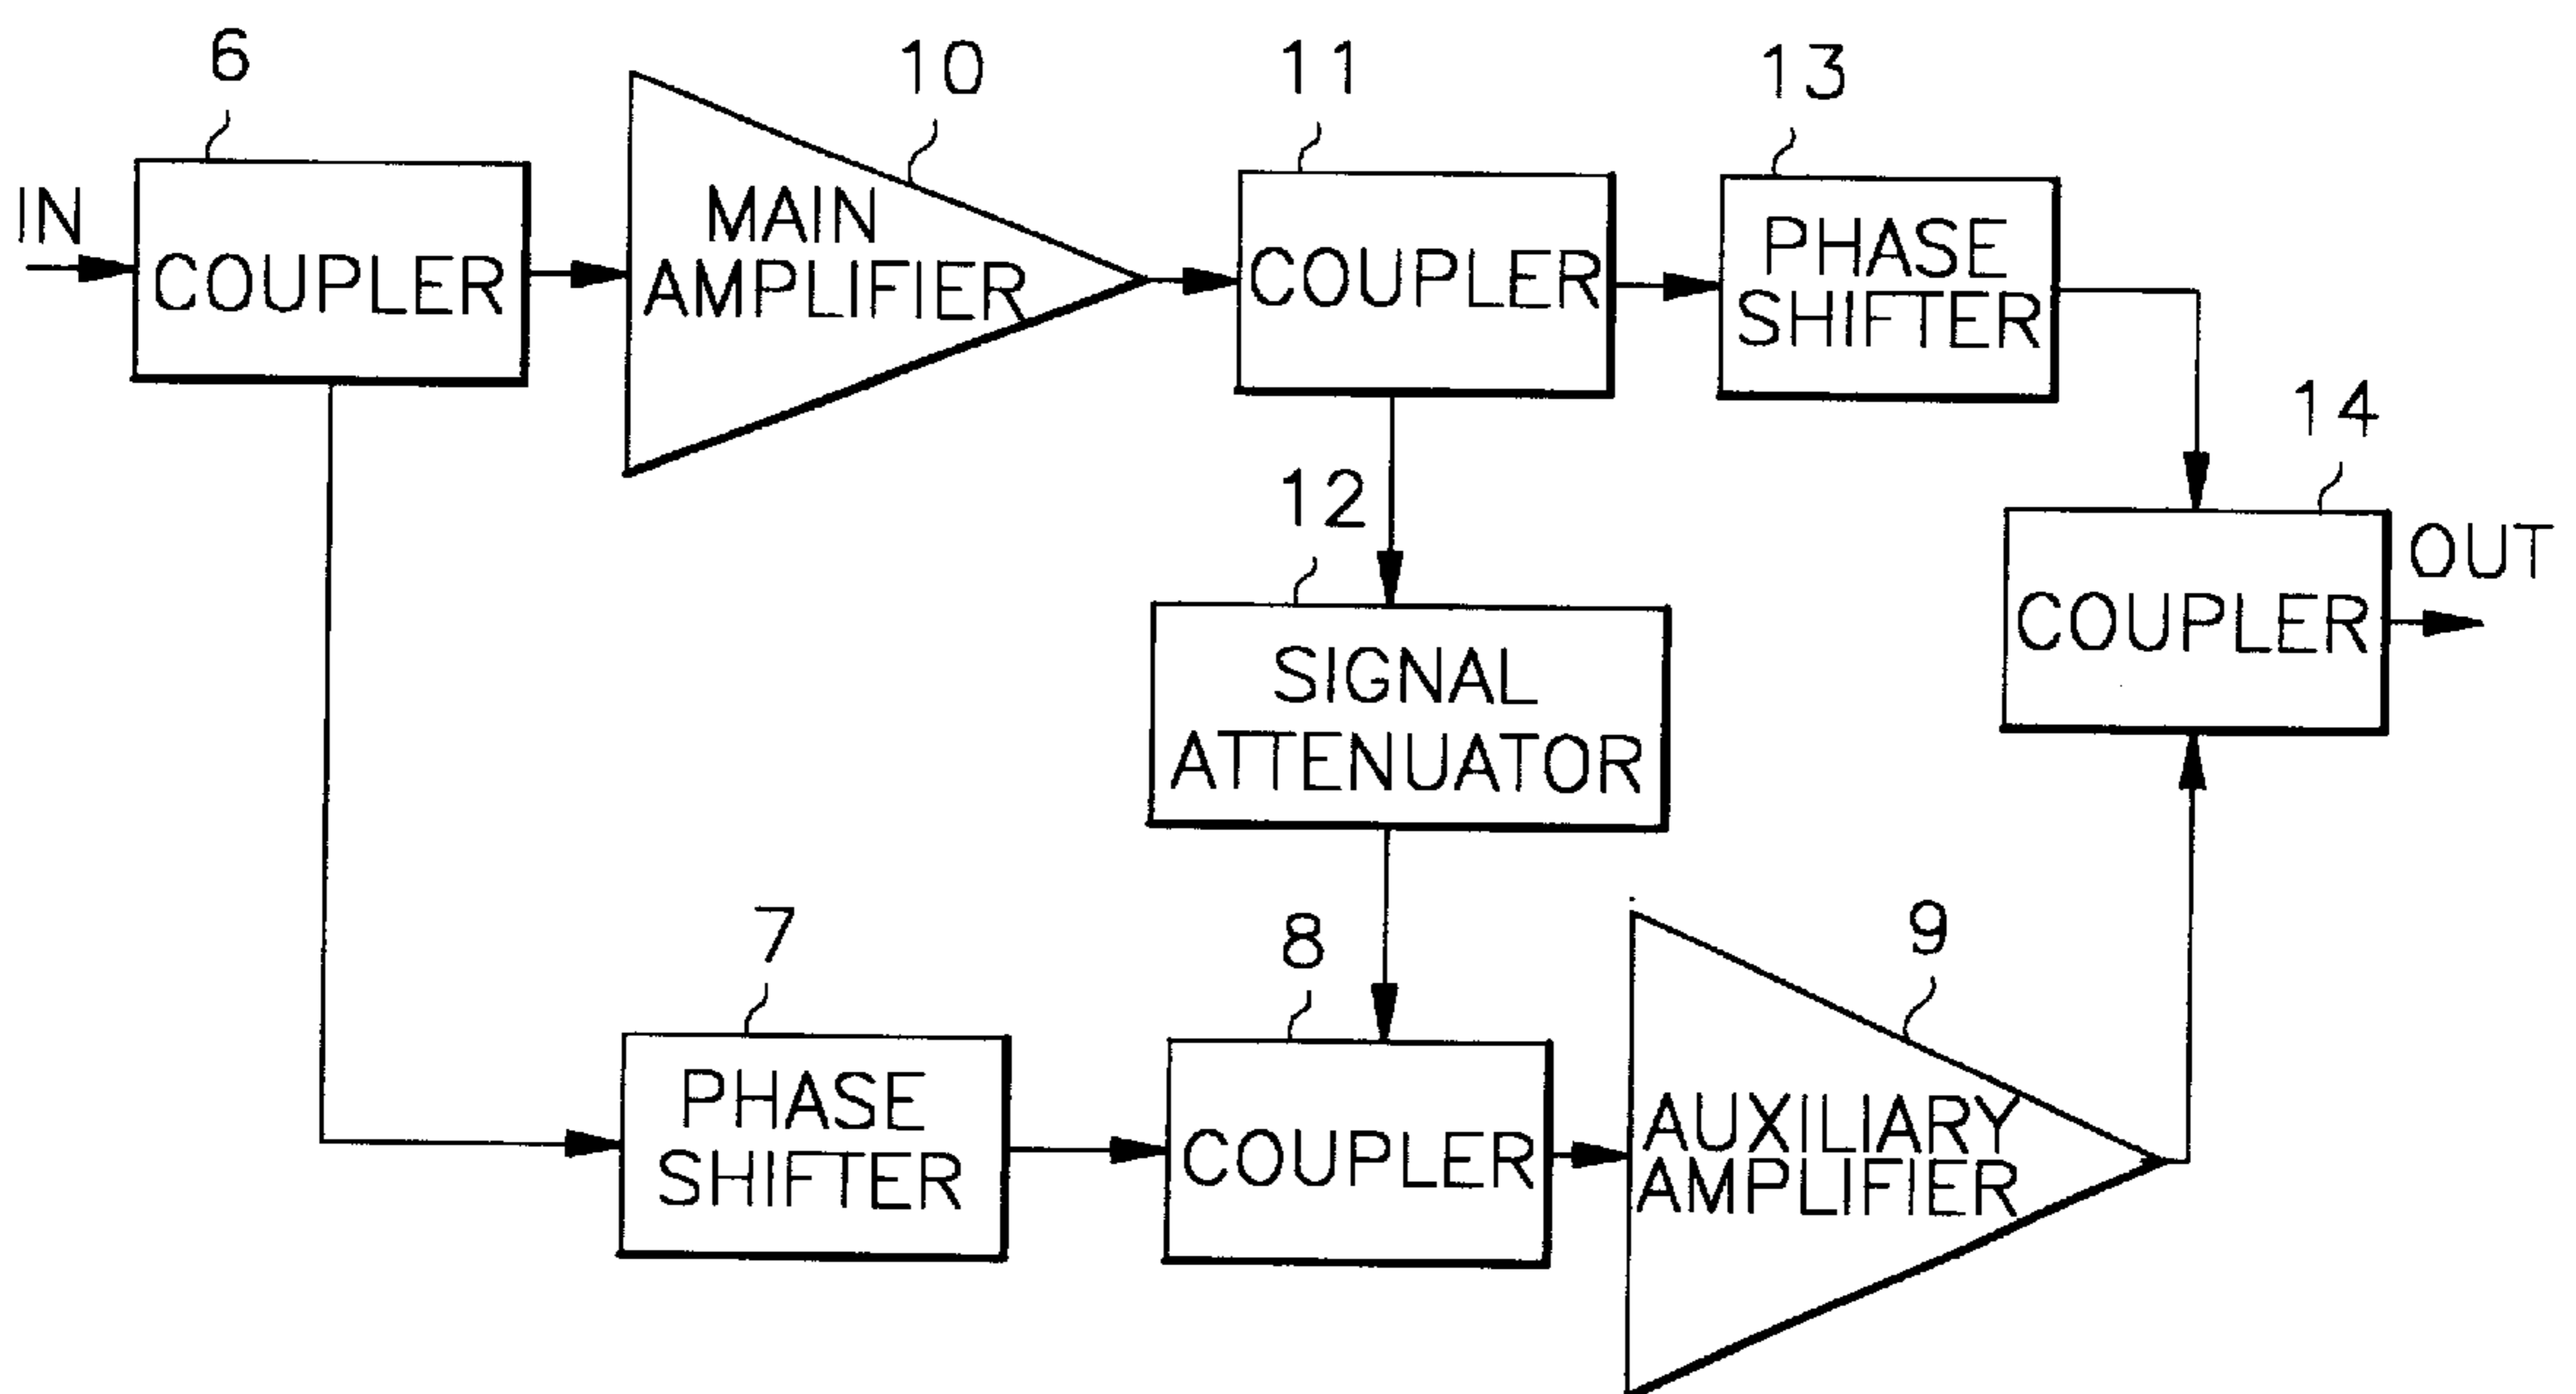 6
10
11
13
IN
COUPLER
MAIN
AMPLIFIER
COUPLER
PHASE
SHIFTER
14
12
OUT
COUPLER
SIGNAL
ATTENUATOR
7
8
9
PHASE
SHIFTER
COUPLER
AUXILIARY
AMPLIFIER